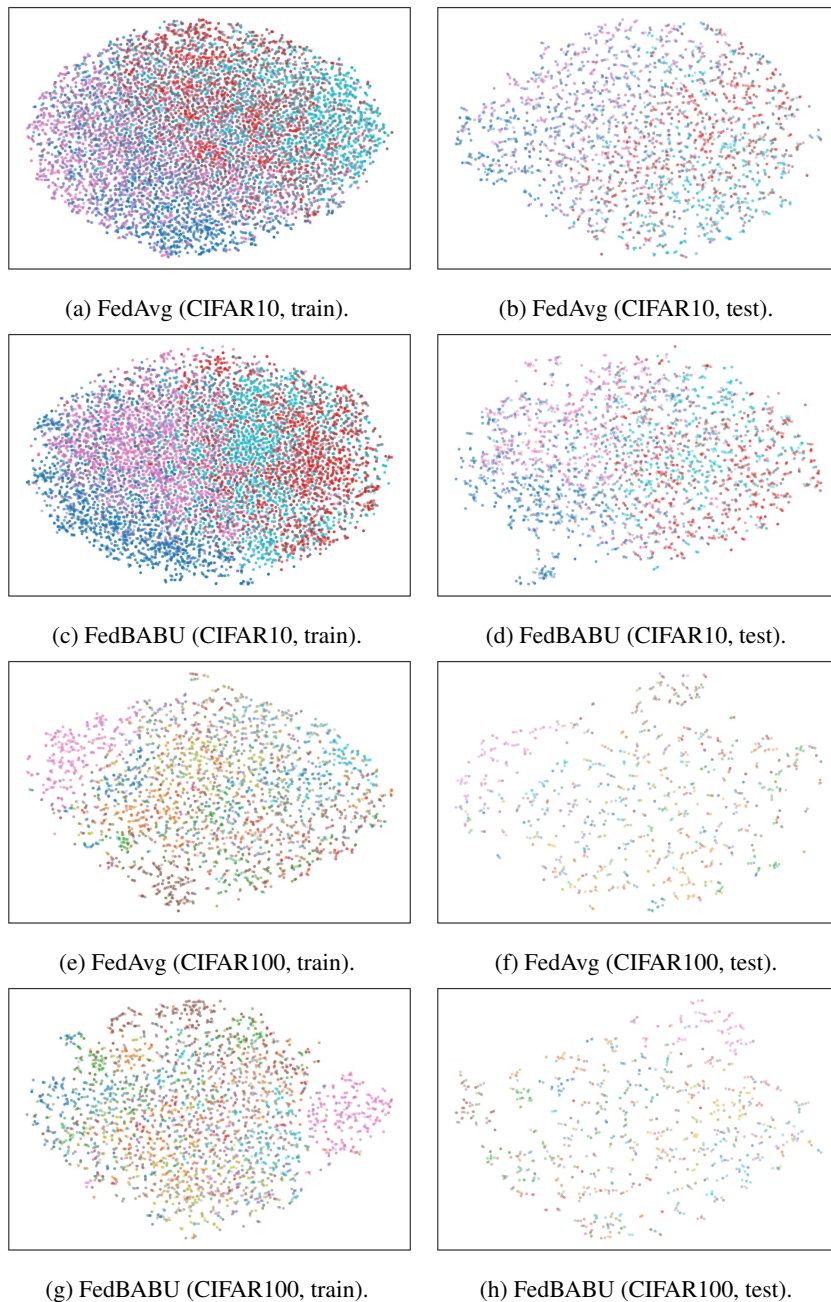 (a) FedAvg (CIFAR10, train).
(b) FedAvg (CIFAR10, test).
(c) FedBABU (CIFAR10, train).
(d) FedBABU (CIFAR10, test).
(e) FedAvg (CIFAR100, train).
(f) FedAvg (CIFAR100, test).
(g) FedBABU (CIFAR100, train).
(h) FedBABU (CIFAR100, test).